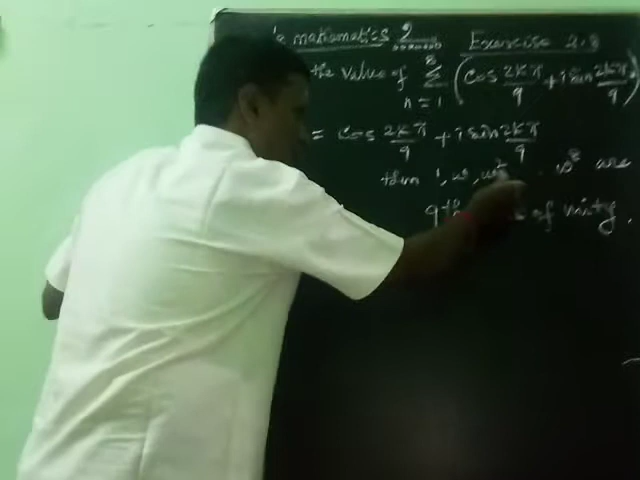 mathematics 2 Exercise 2.8
the value of 8 Σ n = 1 (cos 2kπ/9 + i sin 2kπ/9)
= cos 2kπ/9 + i sin 2kπ/9
then 1, ω, ω² . ω⁸ are
9th of unity.